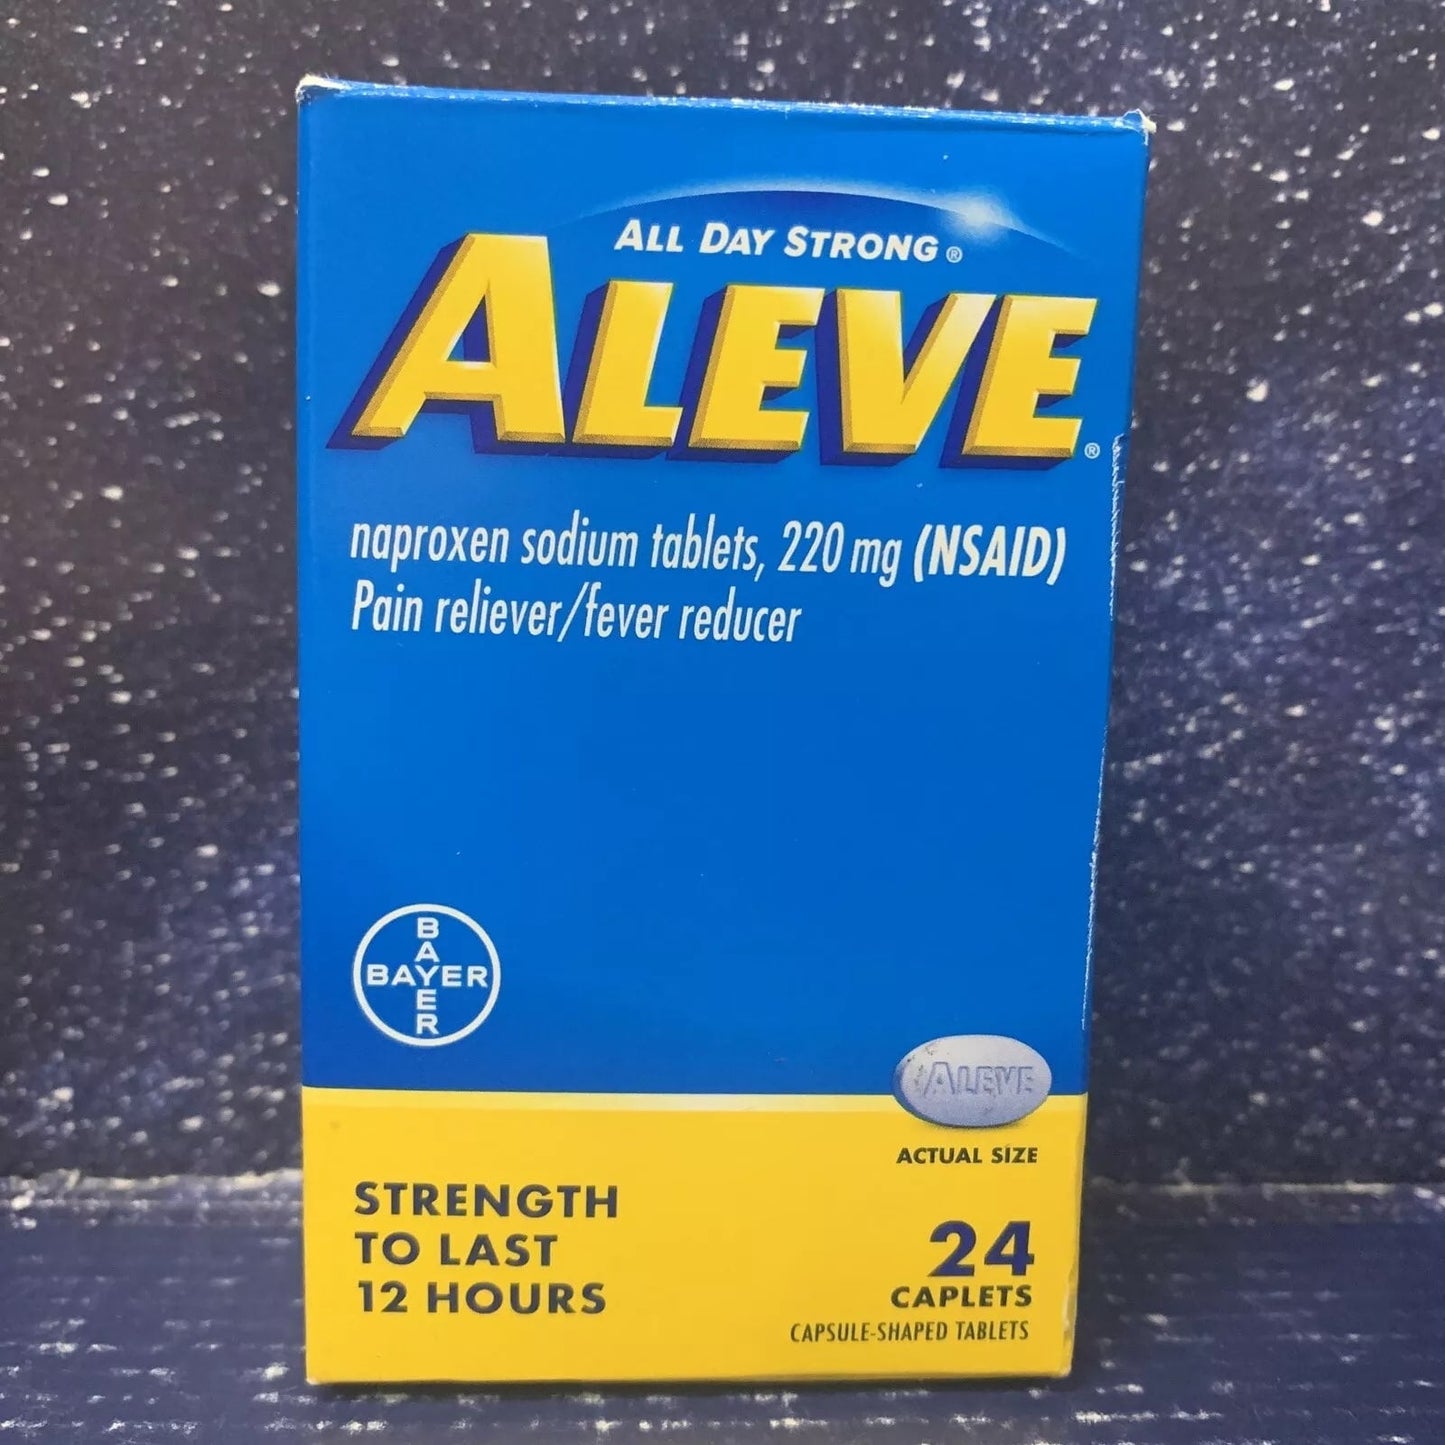 ALL DAY STRONG®
ALEVE®
naproxen sodium tablets, 220 mg (NSAID)
Pain reliever/fever reducer
BAYER
BAYER
ALEVE
ACTUAL SIZE
STRENGTH
TO LAST
12 HOURS
24
CAPLETS
CAPSULE-SHAPED TABLETS